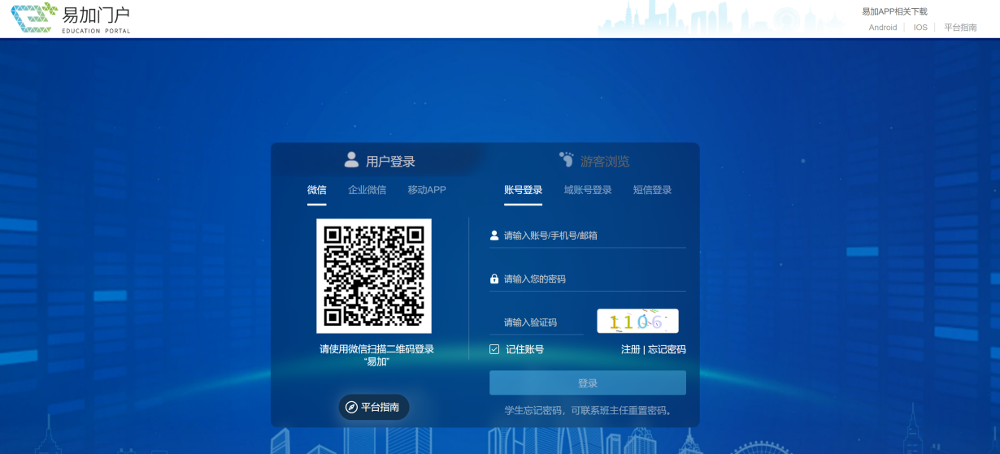 易加门户
EDUCATION PORTAL
易加APP相关下载
Android
IOS
平台指南
用户登录
游客浏览
微信
企业微信
移动APP
账号登录
域账号登录
短信登录
请输入账号/手机号/邮箱
请输入您的密码
请输入验证码
1106
请使用微信扫描二维码登录
“易加”
记住账号
注册 | 忘记密码
登录
平台指南
学生忘记密码，可联系班主任重置密码。